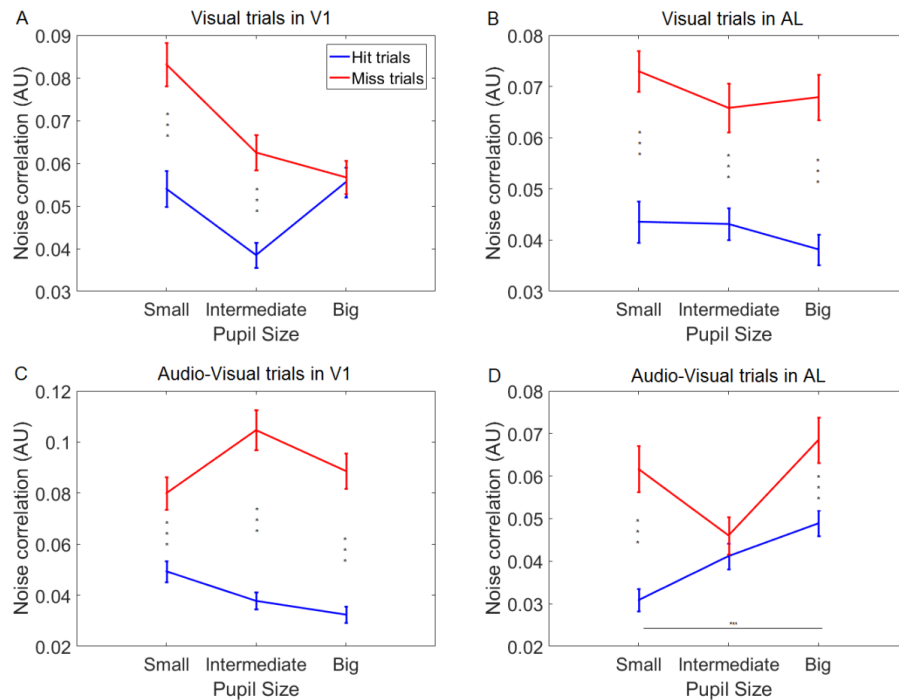 A
Visual trials in V1
Noise correlation (AU)
0.09
0.08
0.07
0.06
0.05
0.04
0.03
Hit trials
Miss trials
***
***
Small Intermediate Big
Pupil Size
B
Visual trials in AL
Noise correlation (AU)
0.08
0.07
0.06
0.05
0.04
0.03
***
***
***
Small Intermediate Big
Pupil Size
C
Audio-Visual trials in V1
Noise correlation (AU)
0.12
0.1
0.08
0.06
0.04
0.02
***
***
***
Small Intermediate Big
Pupil Size
D
Audio-Visual trials in AL
Noise correlation (AU)
0.08
0.07
0.06
0.05
0.04
0.03
0.02
***
***
***
Small Intermediate Big
Pupil Size